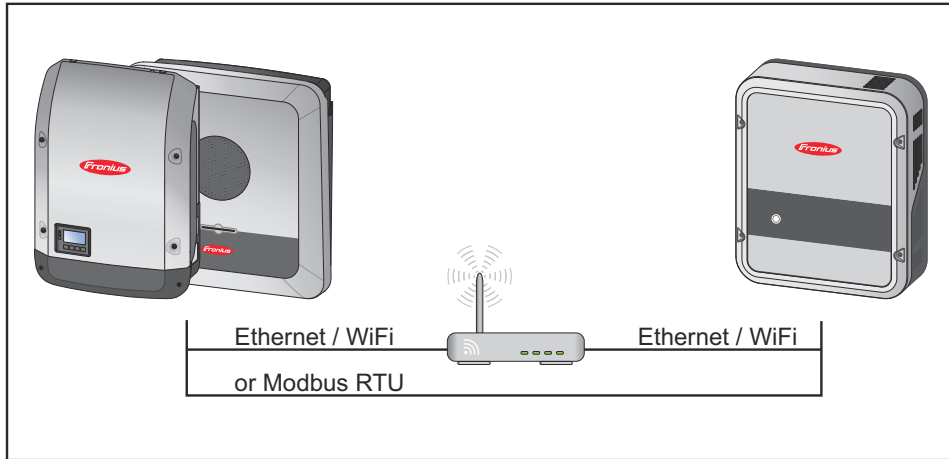 Fronius
Fronius
Fronius
Ethernet / WiFi
Ethernet / WiFi
or Modbus RTU